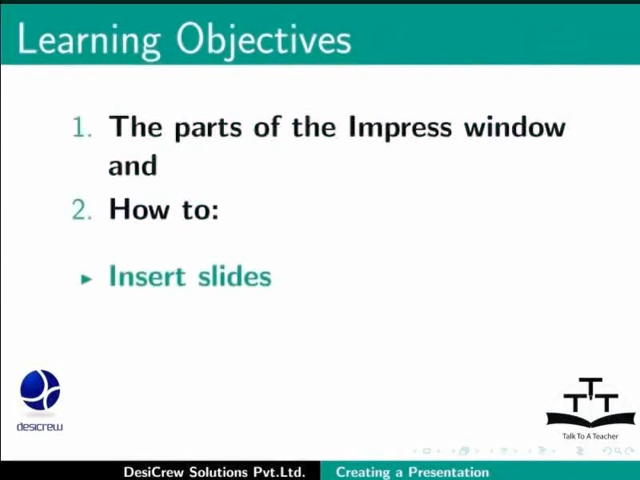 Learning Objectives
1. The parts of the Impress window
and
2. How to:
▶ Insert slides
desicrew
TTT
Talk To A Teacher
DesiCrew Solutions Pvt.Ltd. Creating a Presentation